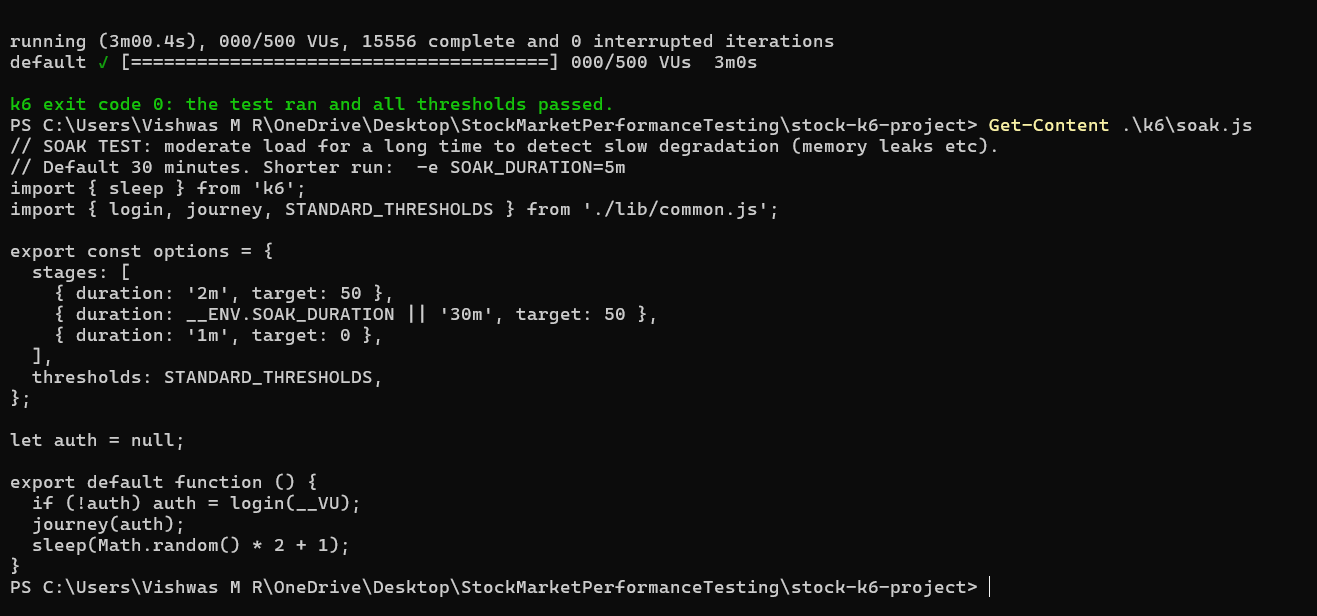 running (3m00.4s), 000/500 VUs, 15556 complete and 0 interrupted iterations
default ✓ [======================================] 000/500 VUs  3m0s

k6 exit code 0: the test ran and all thresholds passed.
PS C:\Users\Vishwas M R\OneDrive\Desktop\StockMarketPerformanceTesting\stock-k6-project> Get-Content .\k6\soak.js
// SOAK TEST: moderate load for a long time to detect slow degradation (memory leaks etc).
// Default 30 minutes. Shorter run:  -e SOAK_DURATION=5m
import { sleep } from 'k6';
import { login, journey, STANDARD_THRESHOLDS } from './lib/common.js';

export const options = {
  stages: [
    { duration: '2m', target: 50 },
    { duration: __ENV.SOAK_DURATION || '30m', target: 50 },
    { duration: '1m', target: 0 },
  ],
  thresholds: STANDARD_THRESHOLDS,
};

let auth = null;

export default function () {
  if (!auth) auth = login(__VU);
  journey(auth);
  sleep(Math.random() * 2 + 1);
}
PS C:\Users\Vishwas M R\OneDrive\Desktop\StockMarketPerformanceTesting\stock-k6-project>